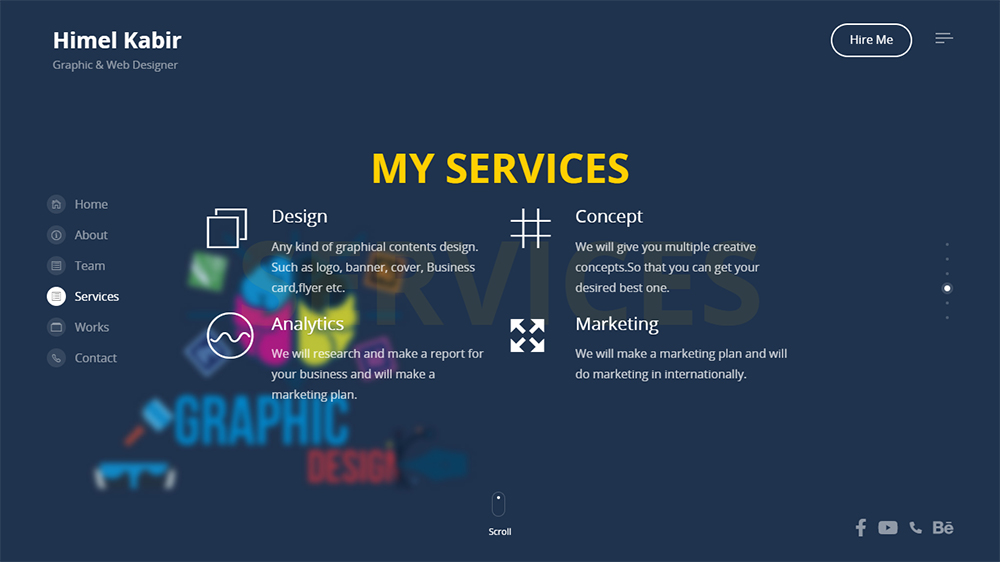 Himel Kabir
Graphic & Web Designer
Hire Me
MY SERVICES
SERVICES
Home
About
Team
Services
Works
Contact
Design
Any kind of graphical contents design.
Such as logo, banner, cover, Business
card,flyer etc.
Concept
We will give you multiple creative
concepts.So that you can get your
desired best one.
Analytics
We will research and make a report for
your business and will make a
marketing plan.
Marketing
We will make a marketing plan and will
do marketing in internationally.
GRAPHIC
DESIGN
Scroll
Bē